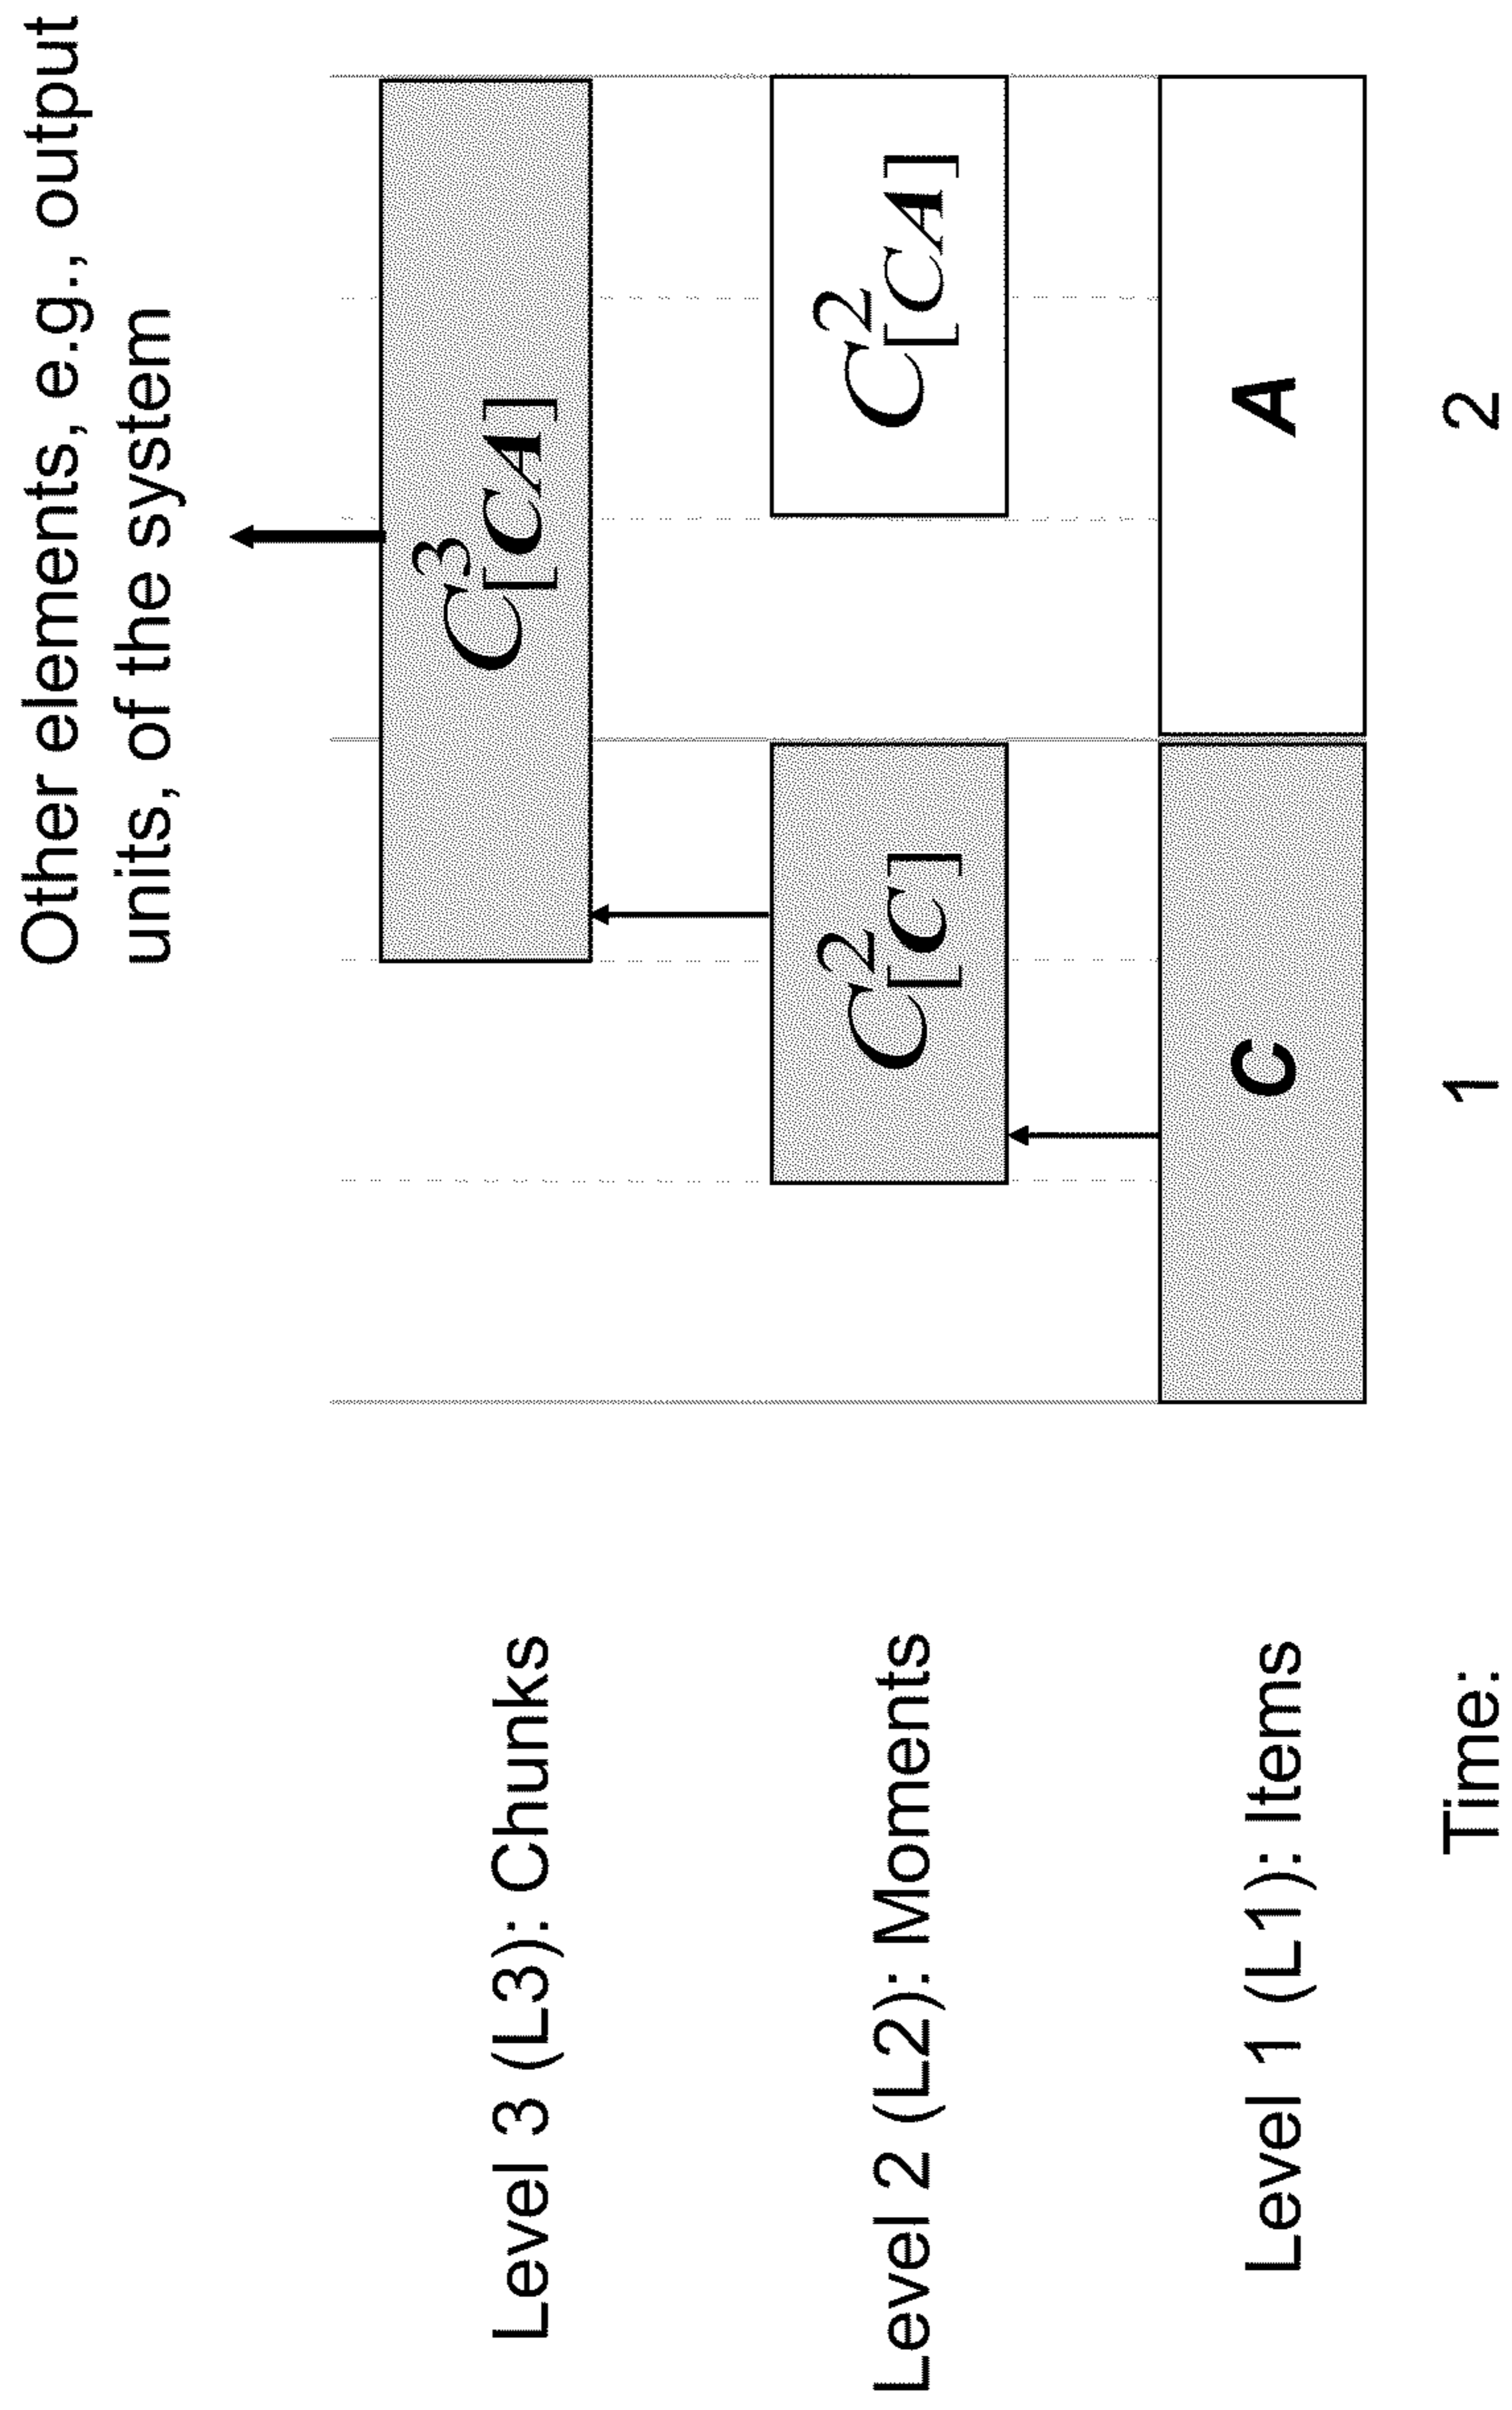 Other elements, e.g., output
units, of the system
Level 3 (L3): Chunks
C³[CA]
Level 2 (L2): Moments
C²[C]
C²[CA]
Level 1 (L1): Items
C
A
Time:
1
2